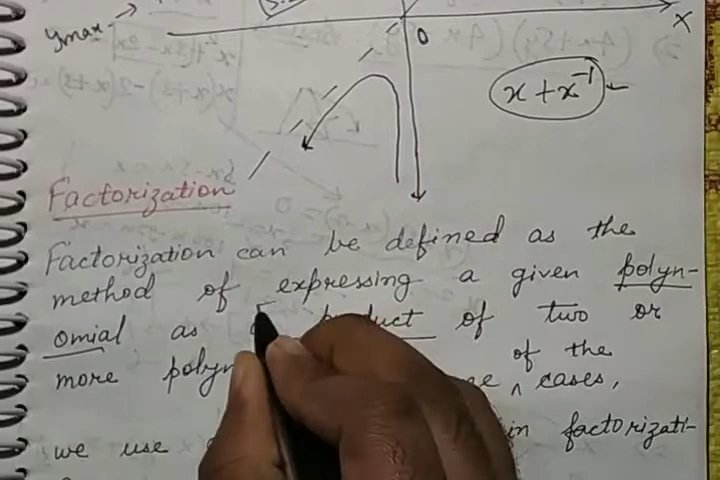 ymax
0
X
x + x⁻¹
Factorization
Factorization can be defined as the
method of expressing a given polyn-
omial as product of two or
more of the cases,
we use in factorizati-